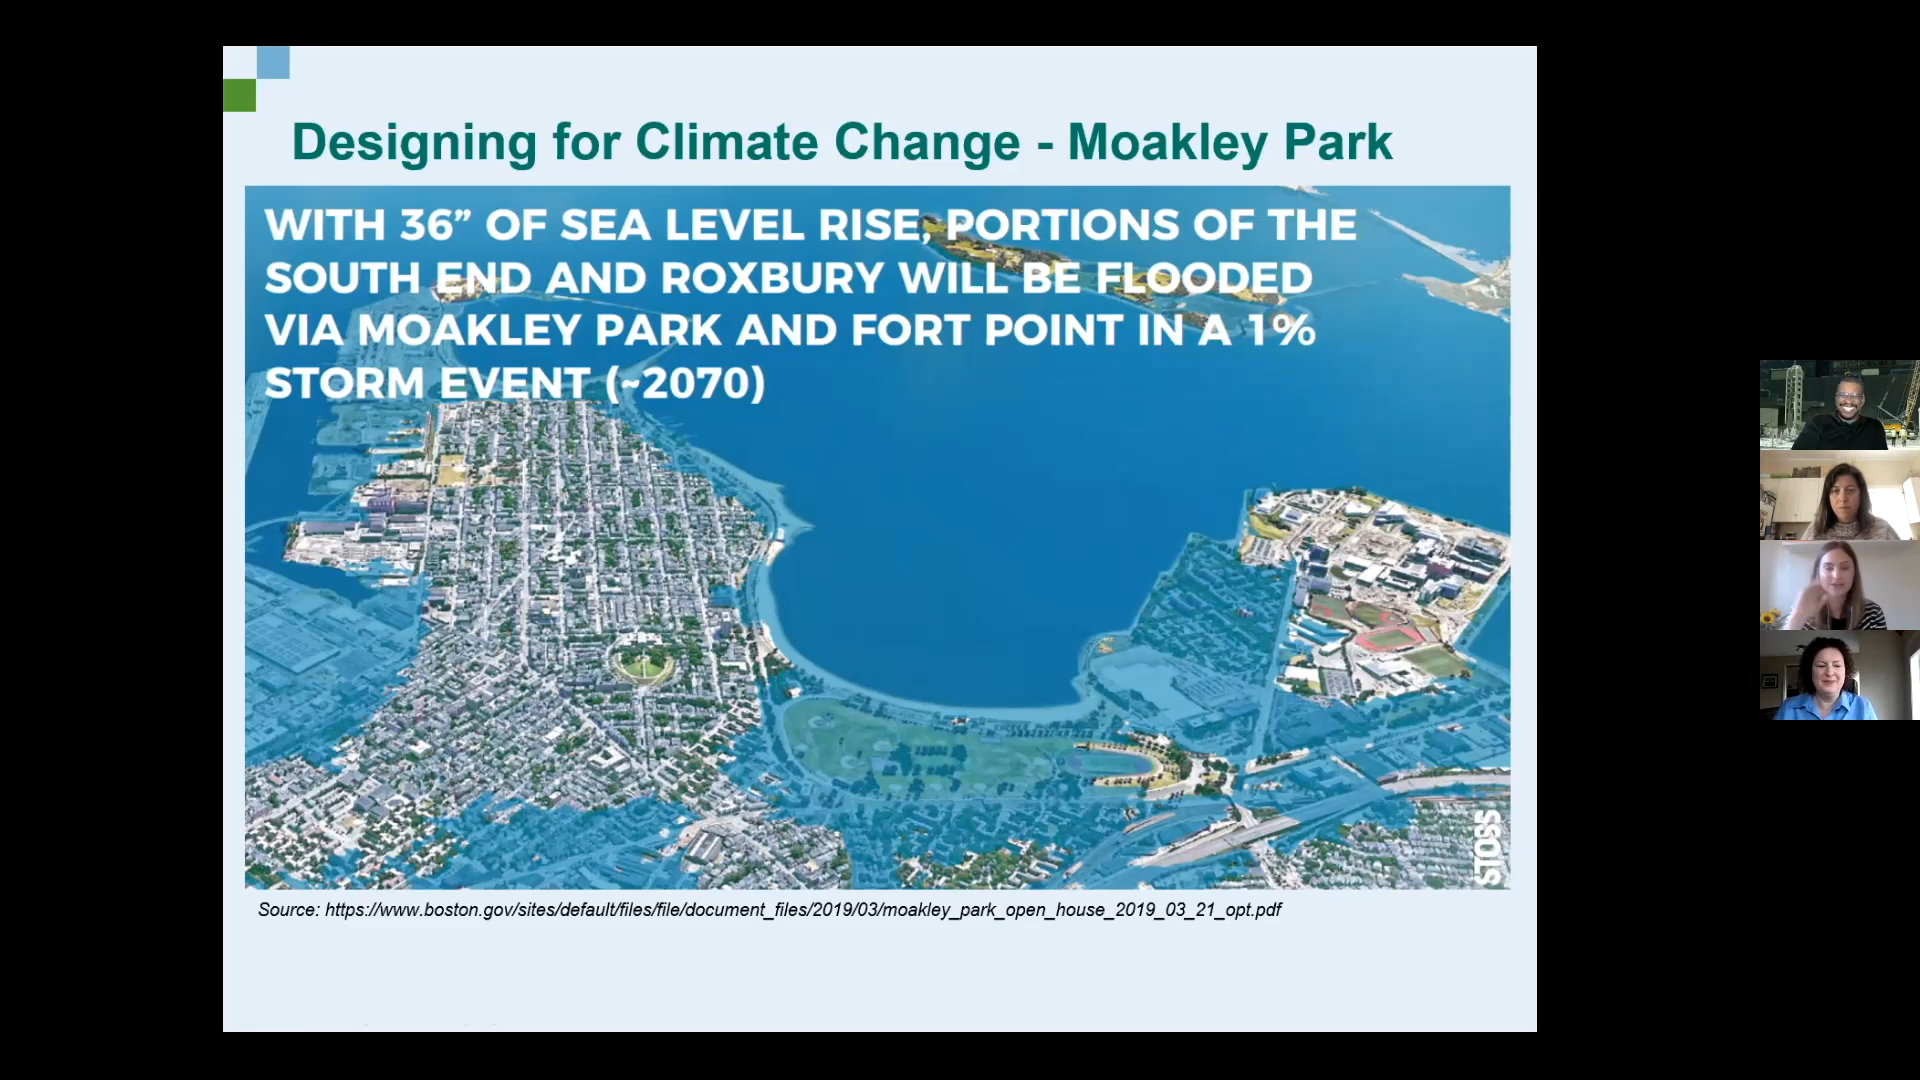 Designing for Climate Change - Moakley Park
WITH 36” OF SEA LEVEL RISE, PORTIONS OF THE
SOUTH END AND ROXBURY WILL BE FLOODED
VIA MOAKLEY PARK AND FORT POINT IN A 1%
STORM EVENT (~2070)
STOSS
Source: https://www.boston.gov/sites/default/files/file/document_files/2019/03/moakley_park_open_house_2019_03_21_opt.pdf